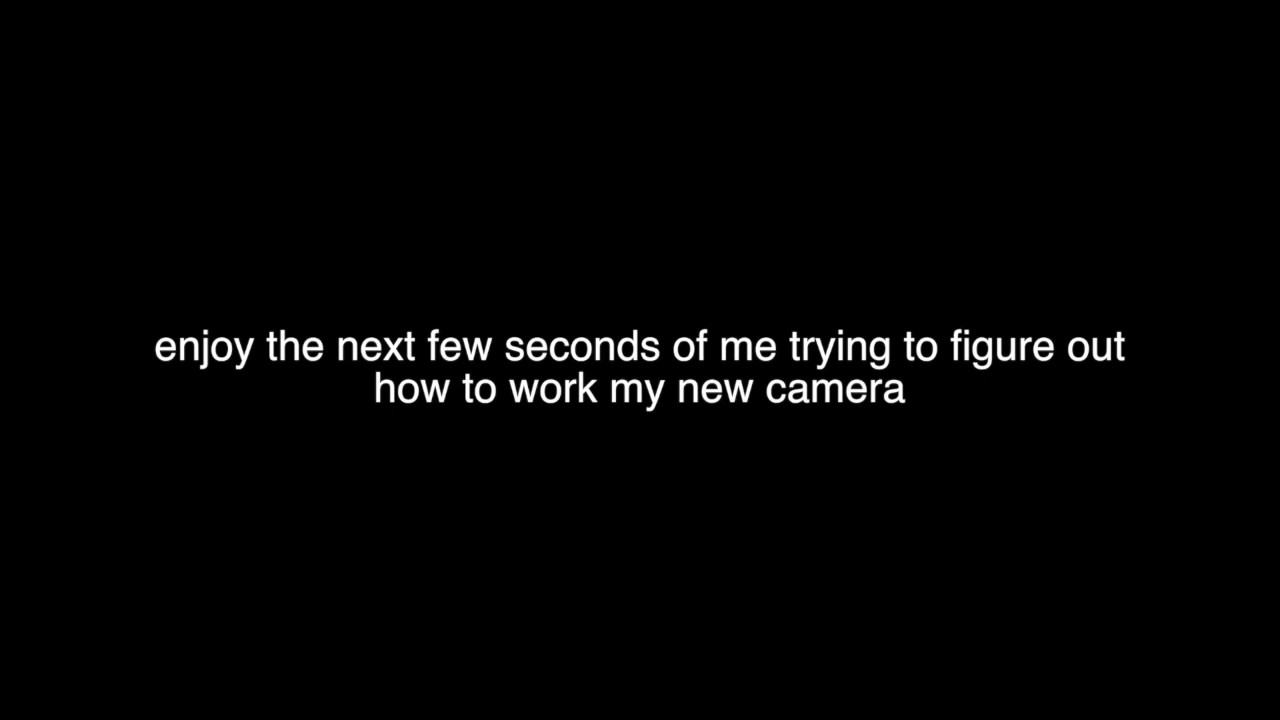 enjoy the next few seconds of me trying to figure out
how to work my new camera